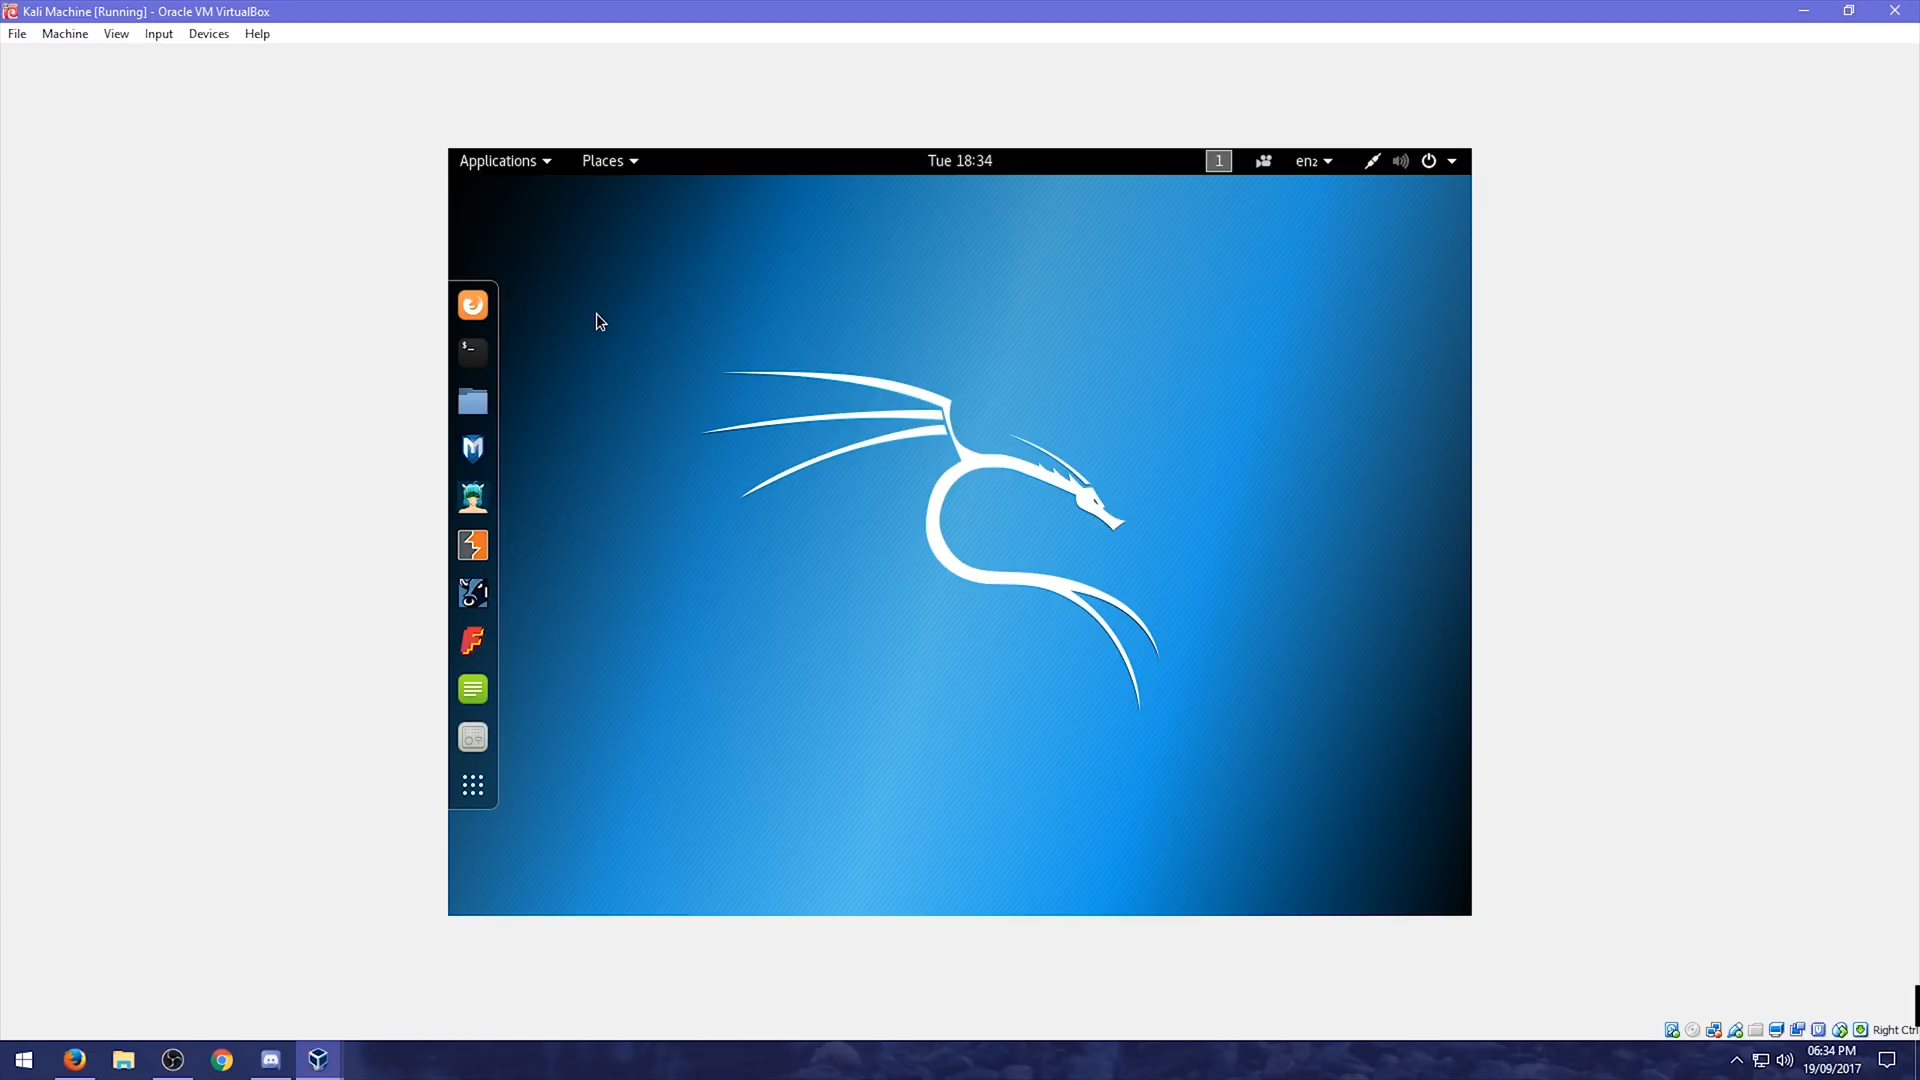 Kali Machine [Running] - Oracle VM VirtualBox
File Machine View Input Devices Help
Applications Places Tue 18:34 1 en₂
$_
Right Ctrl
06:34 PM
19/09/2017